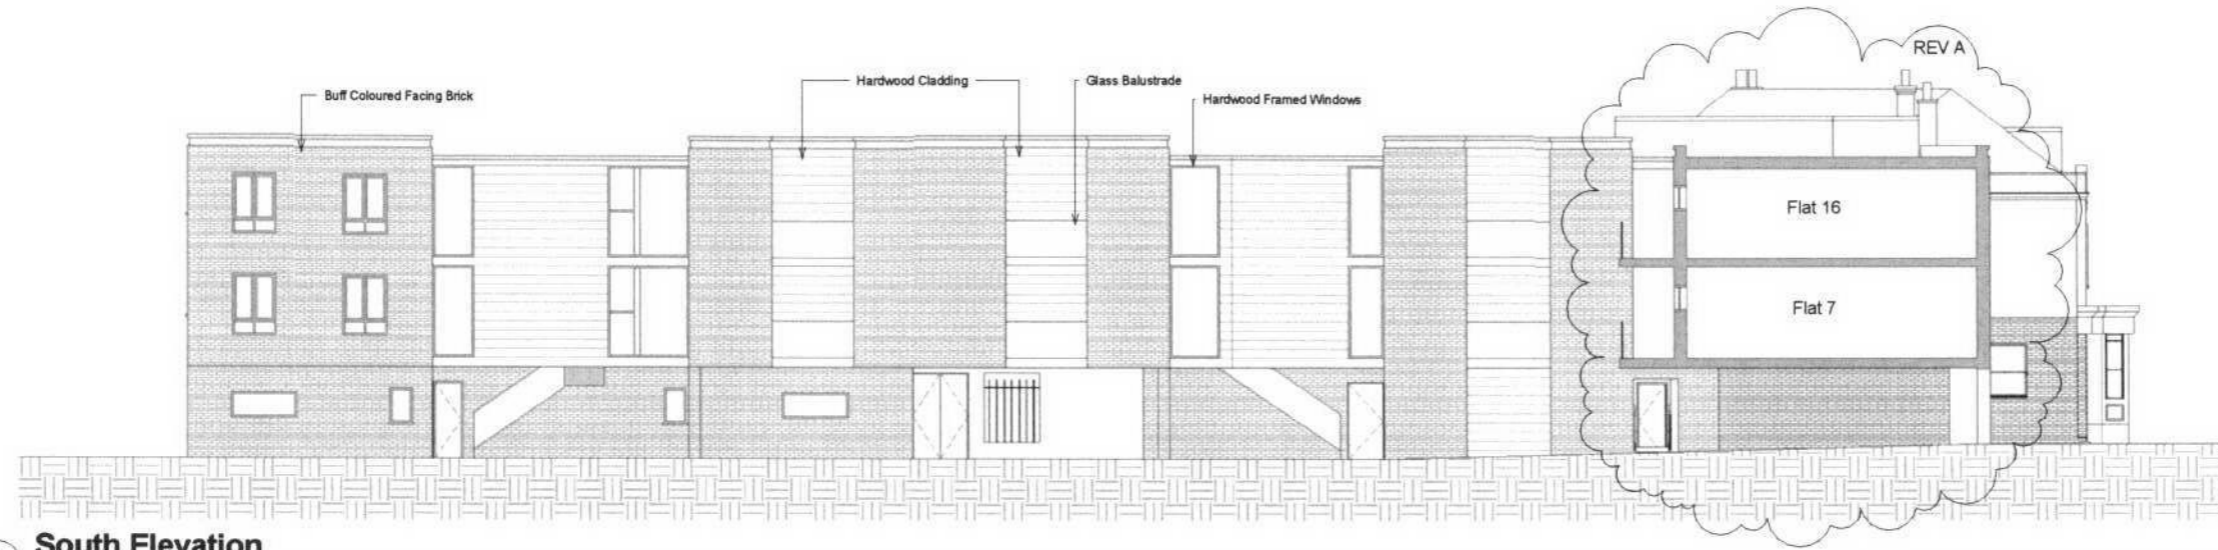 REV A
Hardwood Cladding
Glass Balustrade
Buff Coloured Facing Brick
Hardwood Framed Windows
Flat 16
Flat 7
South Elevation